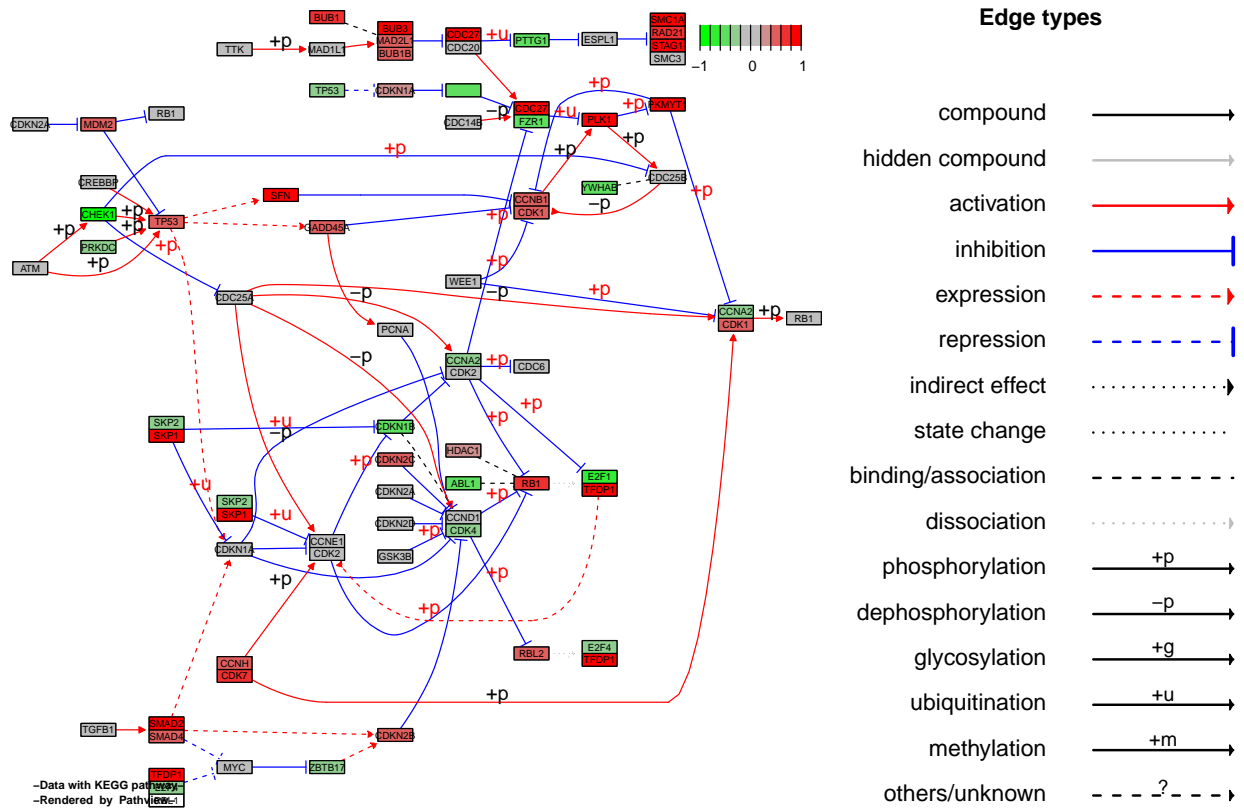 Edge types
BUB1
BUB3
MAD2L1
BUB1B
TTK
+p
MAD1L1
CDC27
CDC20
+u
PTTG1
ESPL1
SMC1A
RAD21
STAG1
SMC3
−1 0 1
TP53
CDKN1A
CDC27
FZR1
CDC14B
−p
+u
PLK1
+p
PKMYT1
+p
+p
+p
CDKN2A
MDM2
RB1
+p
CREBBP
CHEK1
+p
+p
+p
PRKDC
+p
+p
ATM
TP53
SFN
GADD45A
CCNB1
CDK1
+p
YWHAB
CDC25B
−p
+p
WEE1
+p
−p
+p
CDC25A
−p
PCNA
−p
CCNA2
CDK1
+p
RB1
CCNA2
CDK2
+p
CDC6
+p
+p
SKP2
SKP1
+u
−p
CDKN1B
CDKN2C
+p
CDKN2A
CDKN2D
GSK3B
+p
HDAC1
ABL1
RB1
+p
E2F1
TFDP1
+u
SKP2
SKP1
+u
CDKN1A
CCNE1
CDK2
+p
CCND1
CDK4
+p
+p
RBL2
E2F4
TFDP1
CCNH
CDK7
+p
TGFB1
SMAD2
SMAD4
CDKN2B
MYC
ZBTB17
TFDP1
−Data with KEGG pathway−
−Rendered by Pathview−
compound
hidden compound
activation
inhibition
expression
repression
indirect effect
state change
binding/association
dissociation
phosphorylation +p
dephosphorylation −p
glycosylation +g
ubiquitination +u
methylation +m
others/unknown ?